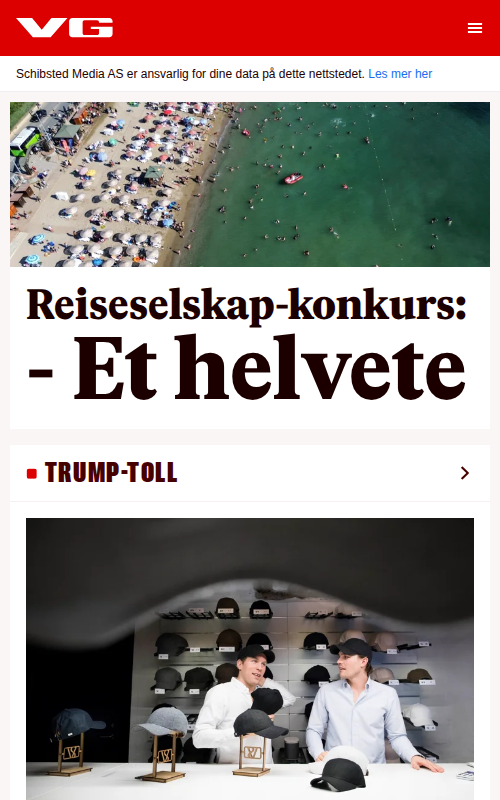 VG
Schibsted Media AS er ansvarlig for dine data på dette nettstedet. Les mer her
Reiseselskap-konkurs:
- Et helvete
TRUMP-TOLL